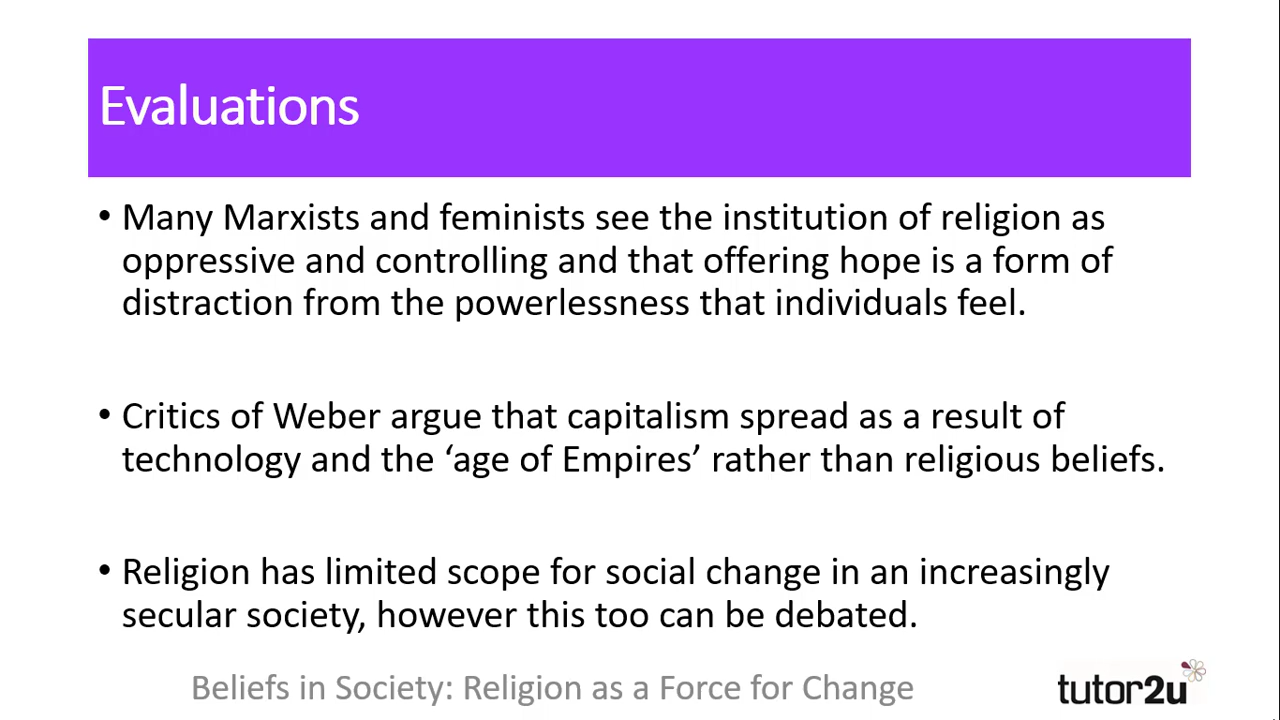 Evaluations
• Many Marxists and feminists see the institution of religion as
oppressive and controlling and that offering hope is a form of
distraction from the powerlessness that individuals feel.
• Critics of Weber argue that capitalism spread as a result of
technology and the ‘age of Empires’ rather than religious beliefs.
• Religion has limited scope for social change in an increasingly
secular society, however this too can be debated.
Beliefs in Society: Religion as a Force for Change
tutor2u